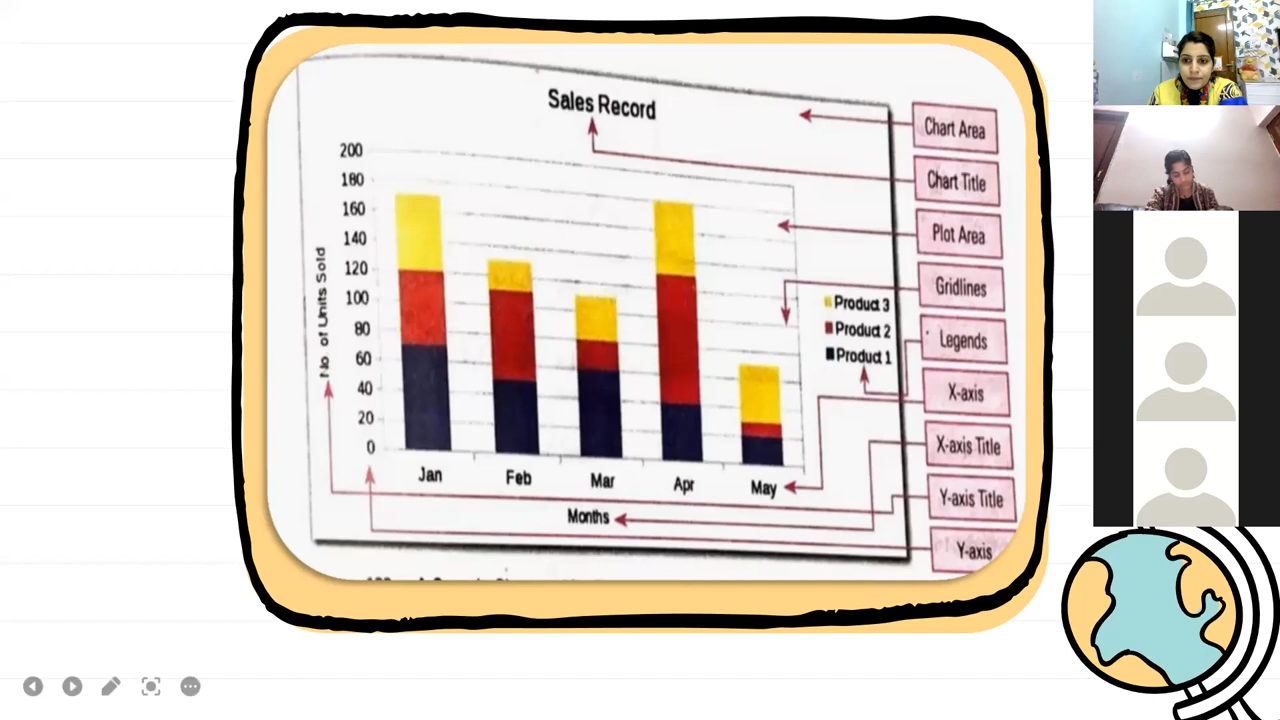 Sales Record
200
180
160
140
120
100
80
60
40
20
0
No. of Units Sold
Jan Feb Mar Apr May
Months
Product 3
Product 2
Product 1
Chart Area
Chart Title
Plot Area
Gridlines
Legends
X-axis
X-axis Title
Y-axis Title
Y-axis